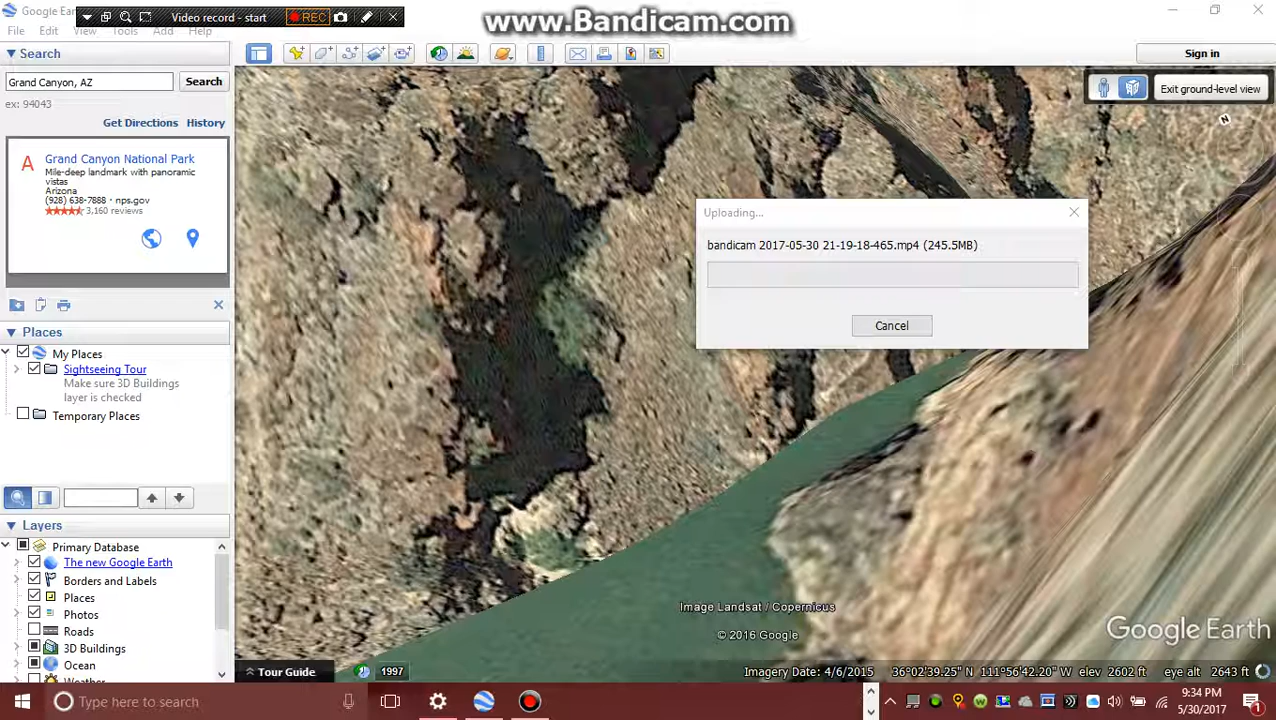 Google Ear
Video record - start
REC
www.Bandicam.com
File Edit View Tools Add Help
Search
Sign in
Grand Canyon, AZ
Search
Exit ground-level view
ex: 94043
N
Get Directions History
A
Grand Canyon National Park
Mile-deep landmark with panoramic
vistas
Arizona
(928) 638-7888 · nps.gov
3,160 reviews
Uploading...
bandicam 2017-05-30 21-19-18-465.mp4 (245.5MB)
Cancel
Places
My Places
Sightseeing Tour
Make sure 3D Buildings
layer is checked
Temporary Places
Layers
Primary Database
The new Google Earth
Borders and Labels
Places
Photos
Roads
3D Buildings
Ocean
Weather
Image Landsat / Copernicus
© 2016 Google
Google Earth
Tour Guide
1997
Imagery Date: 4/6/2015 36°02'39.25" N 111°56'42.20" W elev 2602 ft eye alt 2643 ft
Type here to search
9:34 PM
5/30/2017
1